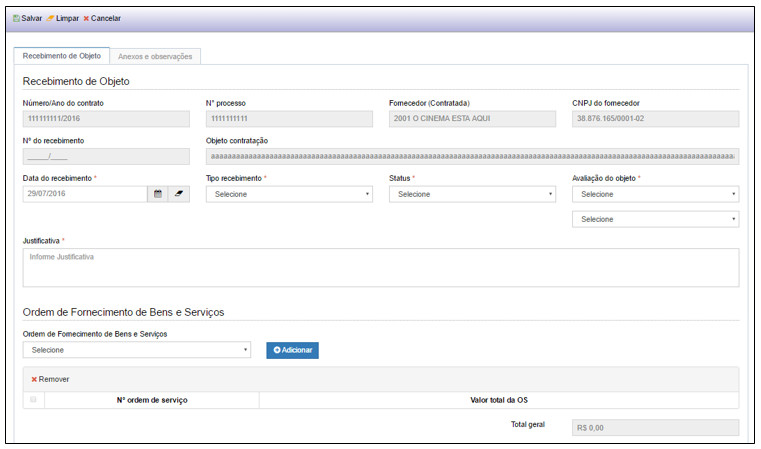 Salvar Limpar Cancelar
Recebimento de Objeto Anexos e observações
Recebimento de Objeto
Número/Ano do contrato Nº processo Fornecedor (Contratada) CNPJ do fornecedor
111111111/2016 1111111111 2001 O CINEMA ESTA AQUI 38.876.165/0001-02
Nº do recebimento Objeto contratação
_____/____
Data do recebimento * Tipo recebimento * Status * Avaliação do objeto *
29/07/2016 Selecione Selecione Selecione
Selecione
Justificativa *
Informe Justificativa
Ordem de Fornecimento de Bens e Serviços
Ordem de Fornecimento de Bens e Serviços
Selecione Adicionar
Remover
Nº ordem de serviço Valor total da OS
Total geral R$ 0,00